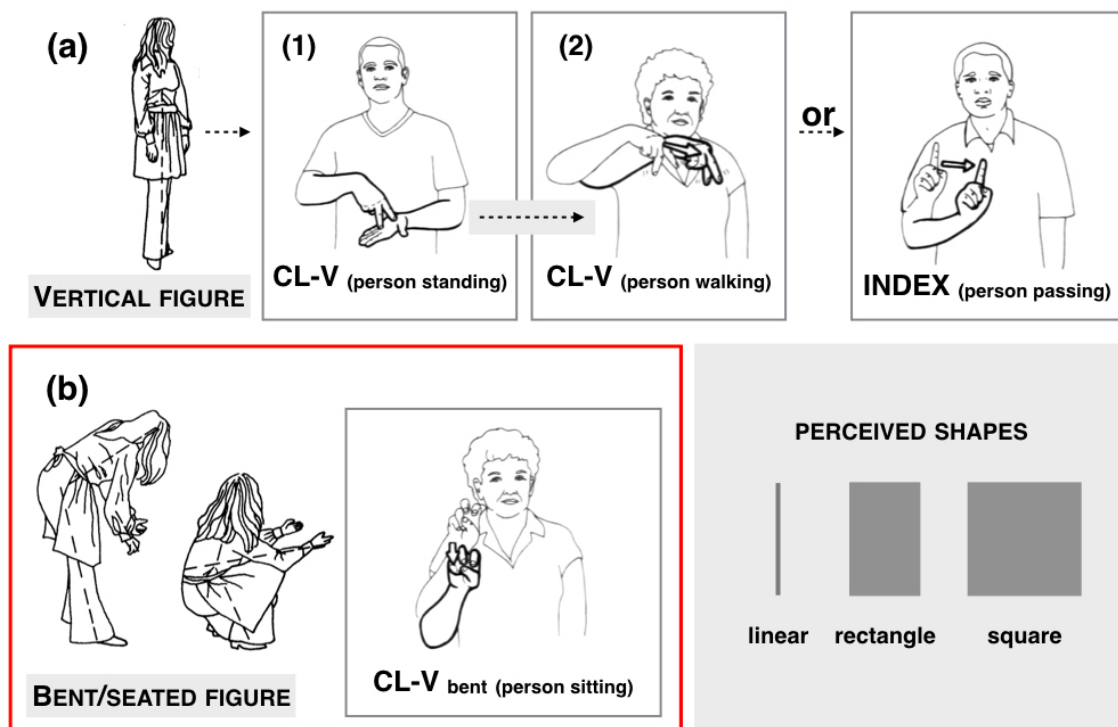 (a)
(1)
(2)
or
CL-V (person standing)
CL-V (person walking)
INDEX (person passing)
VERTICAL FIGURE
(b)
PERCEIVED SHAPES
linear rectangle square
CL-V bent (person sitting)
BENT/SEATED FIGURE